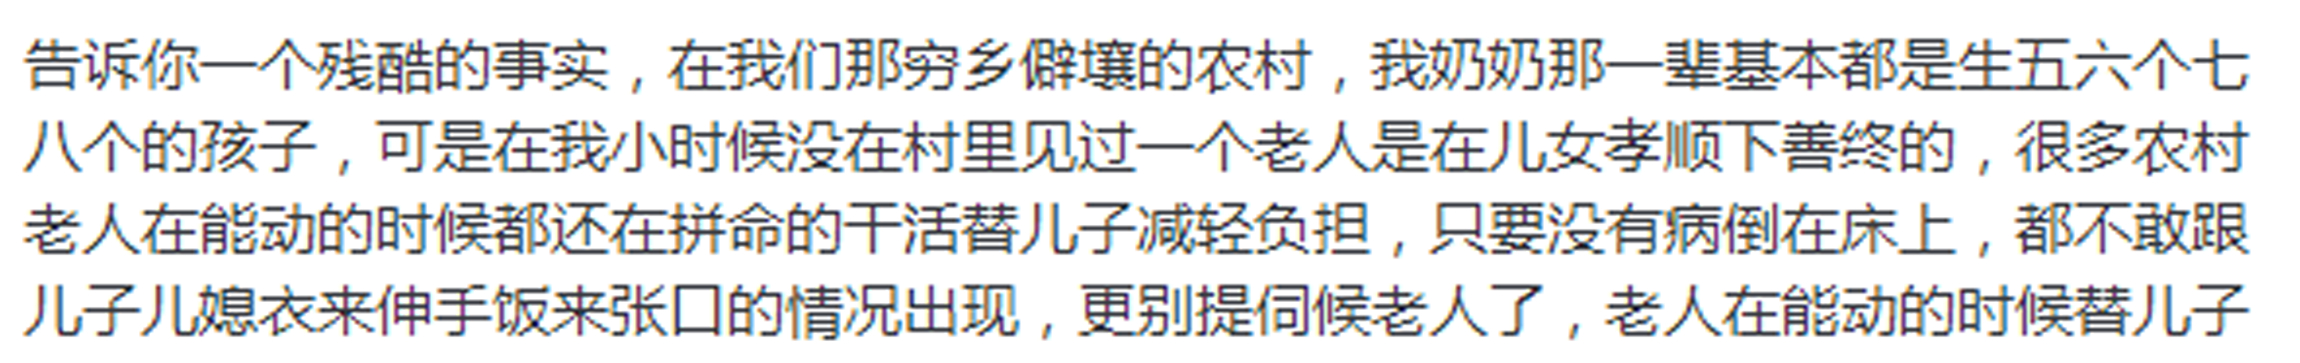 告诉你一个残酷的事实，在我们那穷乡僻壤的农村，我奶奶那一辈基本都是生五六个七
八个的孩子，可是在我小时候没在村里见过一个老人是在儿女孝顺下善终的，很多农村
老人在能动的时候都还在拼命的干活替儿子减轻负担，只要没有病倒在床上，都不敢跟
儿子儿媳衣来伸手饭来张口的情况出现，更别提伺候老人了，老人在能动的时候替儿子